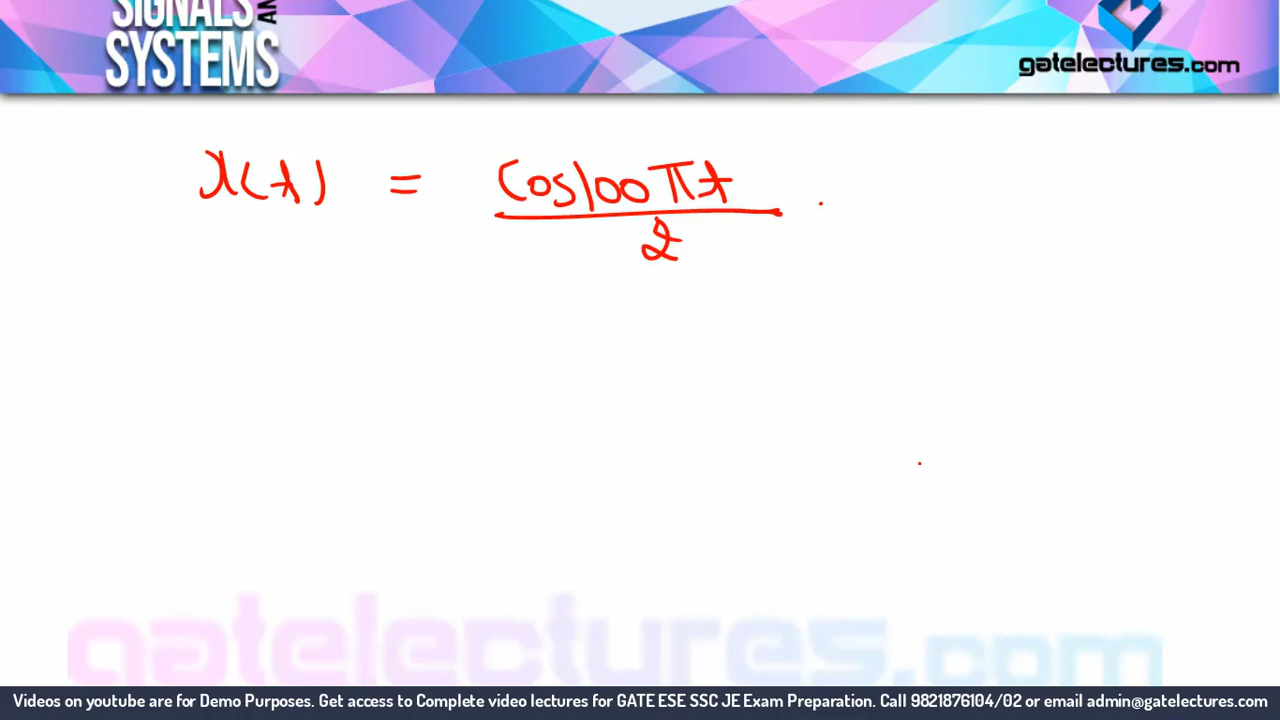 SIGNALS AND
SYSTEMS
gatelectures.com
x(t) = Cos100πt
2
gatelectures.com
Videos on youtube are for Demo Purposes. Get access to Complete video lectures for GATE ESE SSC JE Exam Preparation. Call 9821876104/02 or email admin@gatelectures.com